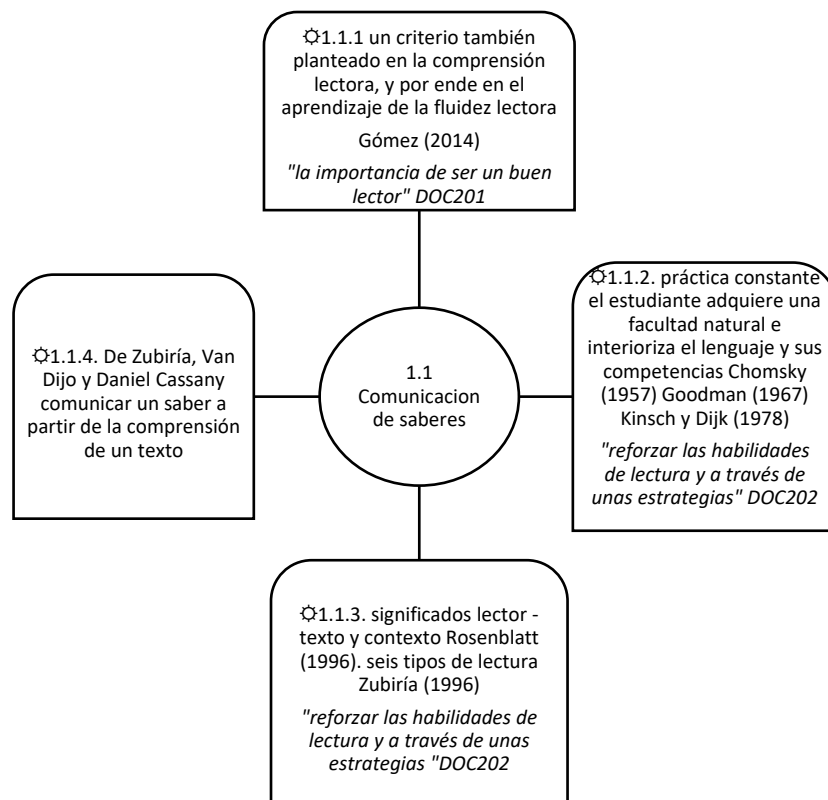 ☼1.1.1 un criterio también
planteado en la comprensión
lectora, y por ende en el
aprendizaje de la fluidez lectora
Gómez (2014)
"la importancia de ser un buen
lector" DOC201
☼1.1.2. práctica constante
el estudiante adquiere una
facultad natural e
interioriza el lenguaje y sus
competencias Chomsky
(1957) Goodman (1967)
Kinsch y Dijk (1978)
"reforzar las habilidades
de lectura y a través de
unas estrategias" DOC202
☼1.1.4. De Zubiría, Van
Dijo y Daniel Cassany
comunicar un saber a
partir de la comprensión
de un texto
1.1
Comunicacion
de saberes
☼1.1.3. significados lector -
texto y contexto Rosenblatt
(1996). seis tipos de lectura
Zubiría (1996)
"reforzar las habilidades de
lectura y a través de unas
estrategias "DOC202